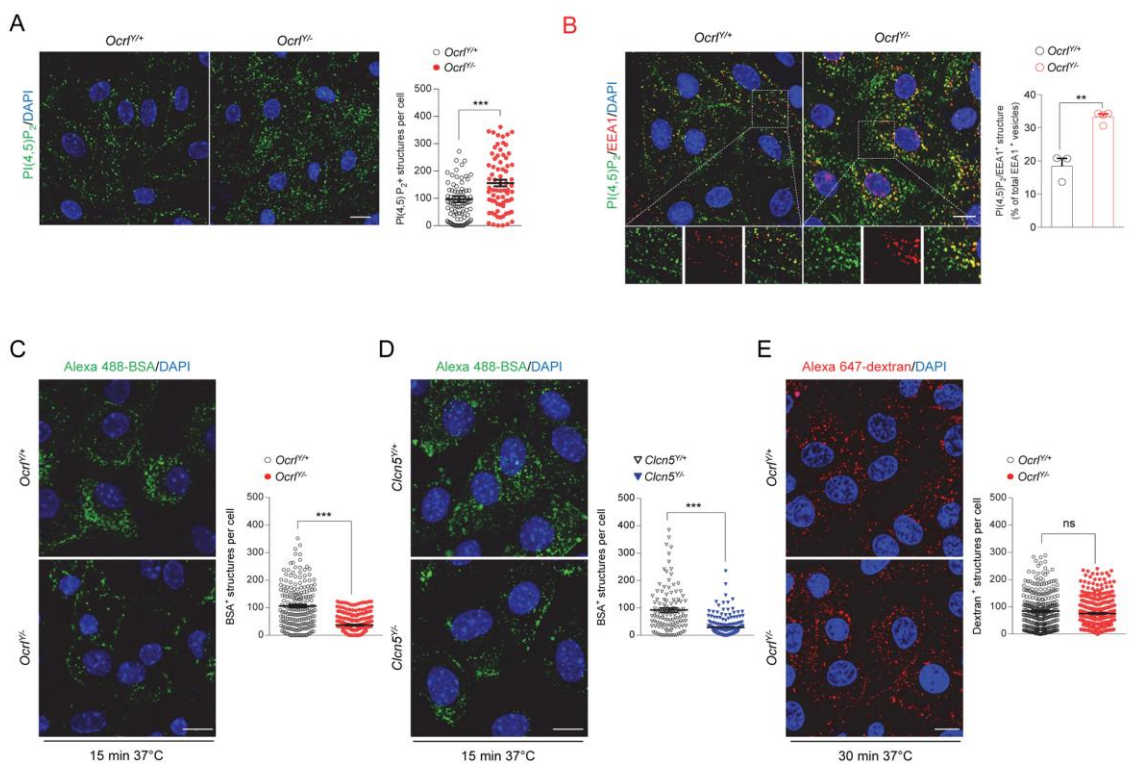 A
Ocrl^Y/+
Ocrl^Y/-
PI(4,5)P₂/DAPI
Ocrl^Y/+
Ocrl^Y/-
PI(4,5)P₂+ structures per cell
500
400
300
200
100
0
***
B
Ocrl^Y/+
Ocrl^Y/-
PI(4,5)P₂/EEA1/DAPI
Ocrl^Y/+
Ocrl^Y/-
PI(4,5)P₂/EEA1⁺ structure
(% of total EEA1⁺ vesicles)
40
30
20
10
0
**
C
Alexa 488-BSA/DAPI
Ocrl^Y/+
Ocrl^Y/-
15 min 37°C
Ocrl^Y/+
Ocrl^Y/-
BSA⁺ structures per cell
500
400
300
200
100
0
***
D
Alexa 488-BSA/DAPI
Clcn5^Y/+
Clcn5^Y/-
15 min 37°C
Clcn5^Y/+
Clcn5^Y/-
BSA⁺ structures per cell
500
400
300
200
100
0
***
E
Alexa 647-dextran/DAPI
Ocrl^Y/+
Ocrl^Y/-
30 min 37°C
Ocrl^Y/+
Ocrl^Y/-
Dextran⁺ structures per cell
500
400
300
200
100
0
ns